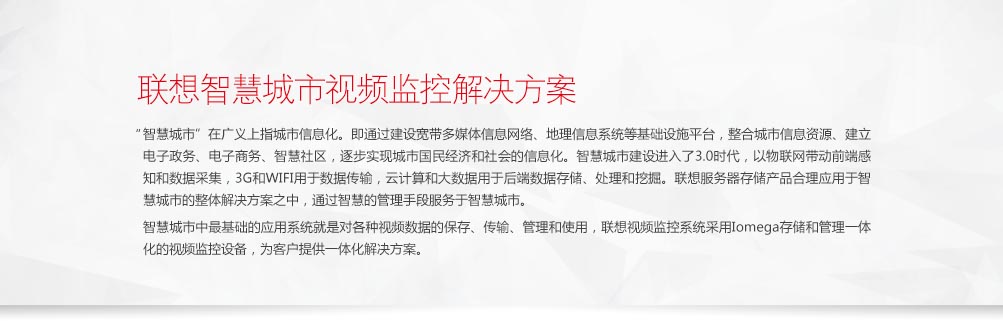 联想智慧城市视频监控解决方案
“智慧城市”在广义上指城市信息化。即通过建设宽带多媒体信息网络、地理信息系统等基础设施平台，整合城市信息资源、建立
电子政务、电子商务、智慧社区，逐步实现城市国民经济和社会的信息化。智慧城市建设进入了3.0时代，以物联网带动前端感
知和数据采集，3G和WIFI用于数据传输，云计算和大数据用于后端数据存储、处理和挖掘。联想服务器存储产品合理应用于智
慧城市的整体解决方案之中，通过智慧的管理手段服务于智慧城市。
智慧城市中最基础的应用系统就是对各种视频数据的保存、传输、管理和使用，联想视频监控系统采用Iomega存储和管理一体
化的视频监控设备，为客户提供一体化解决方案。